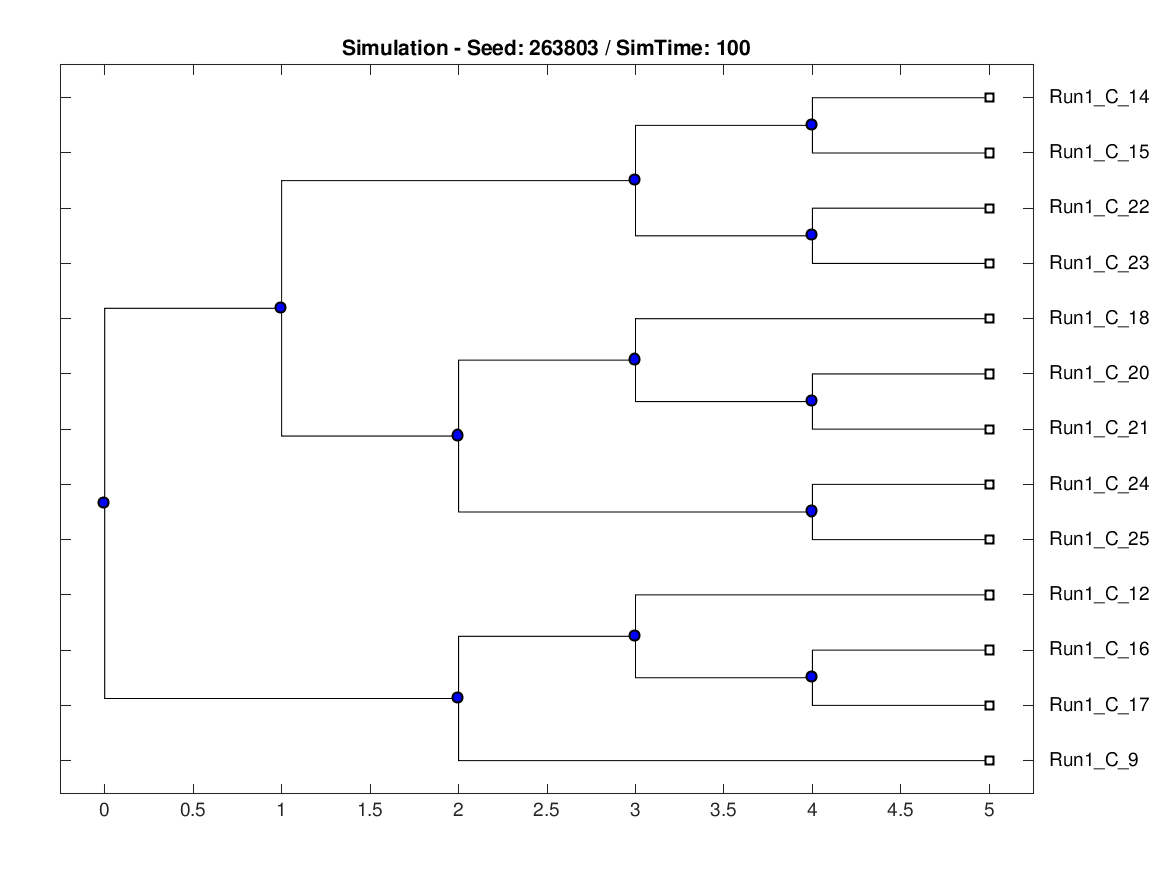 Simulation - Seed: 263803 / SimTime: 100
Run1_C_14
Run1_C_15
Run1_C_22
Run1_C_23
Run1_C_18
Run1_C_20
Run1_C_21
Run1_C_24
Run1_C_25
Run1_C_12
Run1_C_16
Run1_C_17
Run1_C_9
0 0.5 1 1.5 2 2.5 3 3.5 4 4.5 5